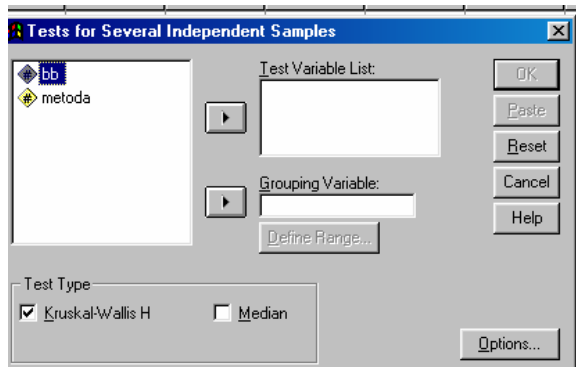 Tests for Several Independent Samples
bb
metoda
Test Variable List:
Grouping Variable:
Define Range...
OK
Paste
Reset
Cancel
Help
Test Type
Kruskal-Wallis H
Median
Options...